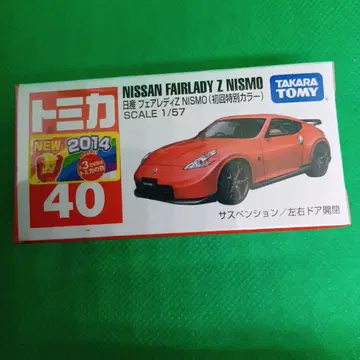 トミカ
NEW
2014
40
NISSAN FAIRLADY Z NISMO
日産 フェアレディZ NISMO (初回特別カラー)
SCALE 1/57
TAKARA
TOMY
サスペンション/左右ドア開閉